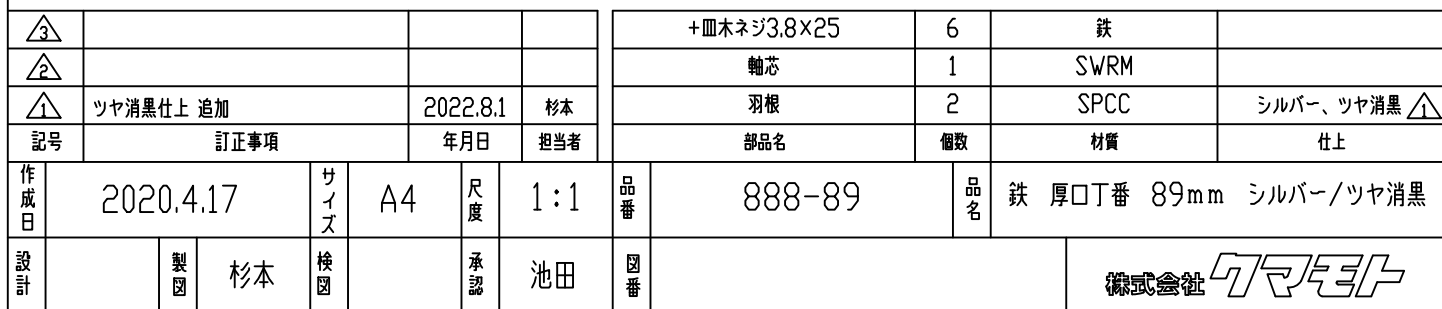 3 +皿木ネジ3.8×25 6 鉄
2 軸芯 1 SWRM
1 ツヤ消黒仕上 追加 2022.8.1 杉本 羽根 2 SPCC シルバー、ツヤ消黒 1
記号 訂正事項 年月日 担当者 部品名 個数 材質 仕上
作成日 2020.4.17 サイズ A4 尺度 1:1 品番 888-89 品名 鉄 厚口丁番 89mm シルバー/ツヤ消黒
設計 製図 杉本 検図 承認 池田 図番 株式会社クマモト